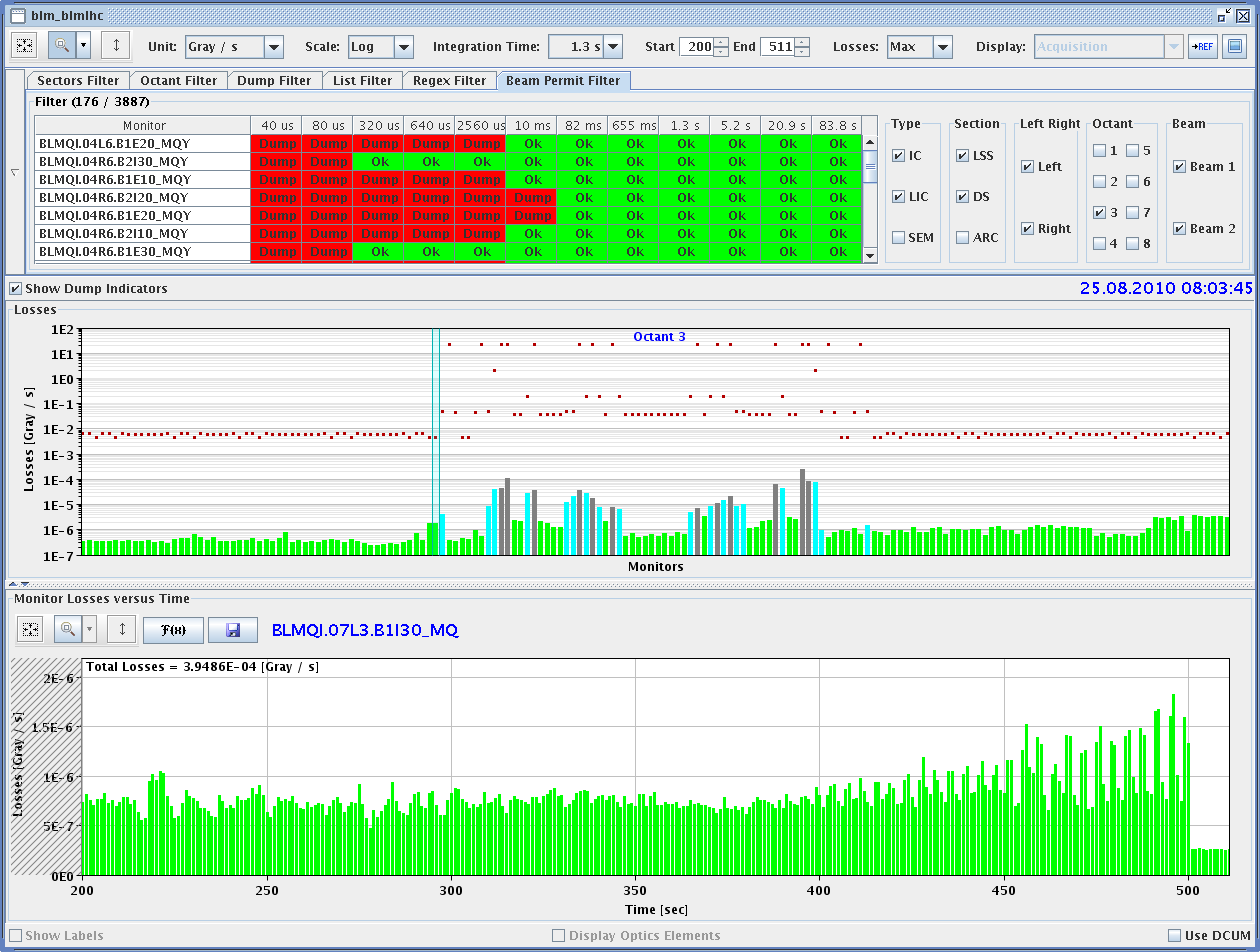 blm_blmlhc
Unit: Gray / s Scale: Log Integration Time: 1.3 s Start 200 End 511 Losses: Max Display: Acquisition →REF
Sectors Filter Octant Filter Dump Filter List Filter Regex Filter Beam Permit Filter
Filter (176 / 3887)
Monitor 40 us 80 us 320 us 640 us 2560 us 10 ms 82 ms 655 ms 1.3 s 5.2 s 20.9 s 83.8 s
BLMQI.04L6.B1E20_MQY Dump Dump Dump Dump Dump Ok Ok Ok Ok Ok Ok Ok
BLMQI.04R6.B2I30_MQY Dump Dump Ok Ok Ok Ok Ok Ok Ok Ok Ok Ok
BLMQI.04R6.B1E10_MQY Dump Dump Dump Dump Dump Ok Ok Ok Ok Ok Ok Ok
BLMQI.04R6.B2I20_MQY Dump Dump Dump Dump Dump Dump Ok Ok Ok Ok Ok Ok
BLMQI.04R6.B1E20_MQY Dump Dump Dump Dump Dump Dump Ok Ok Ok Ok Ok Ok
BLMQI.04R6.B2I10_MQY Dump Dump Dump Dump Dump Ok Ok Ok Ok Ok Ok Ok
BLMQI.04R6.B1E30_MQY Dump Dump Ok Ok Ok Ok Ok Ok Ok Ok Ok Ok
Type Section Left Right Octant Beam
IC LSS Left 1 5 Beam 1
LIC DS 2 6
SEM ARC Right 3 7 Beam 2
4 8
Show Dump Indicators 25.08.2010 08:03:45
Losses
Octant 3
Losses [Gray / s]
1E2
1E1
1E0
1E-1
1E-2
1E-3
1E-4
1E-5
1E-6
1E-7
Monitors
Monitor Losses versus Time
F(x) BLMQI.07L3.B1I30_MQ
Total Losses = 3.9486E-04 [Gray / s]
Losses [Gray / s]
2E-6
1.5E-6
1E-6
5E-7
0E0
200 250 300 350 400 450 500
Time [sec]
Show Labels Display Optics Elements Use DCUM